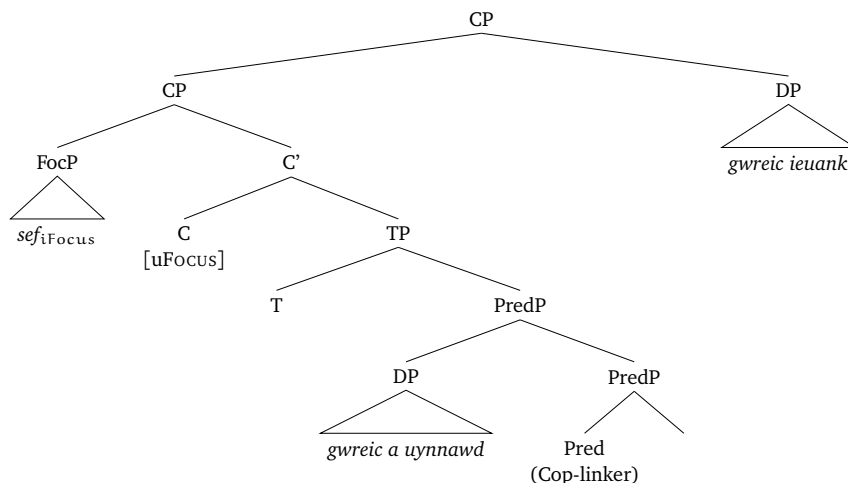 CP
CP
DP
FocP
C'
gwreic ieuank
sef iFocus
C
TP
[uFOCUS]
T
PredP
DP
PredP
gwreic a uynnawd
Pred
(Cop-linker)